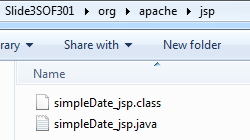 Slide3SOF301 ▸ org ▸ apache ▸ jsp
rary ▾ Share with ▾ New folder
Name
simpleDate_jsp.class
simpleDate_jsp.java